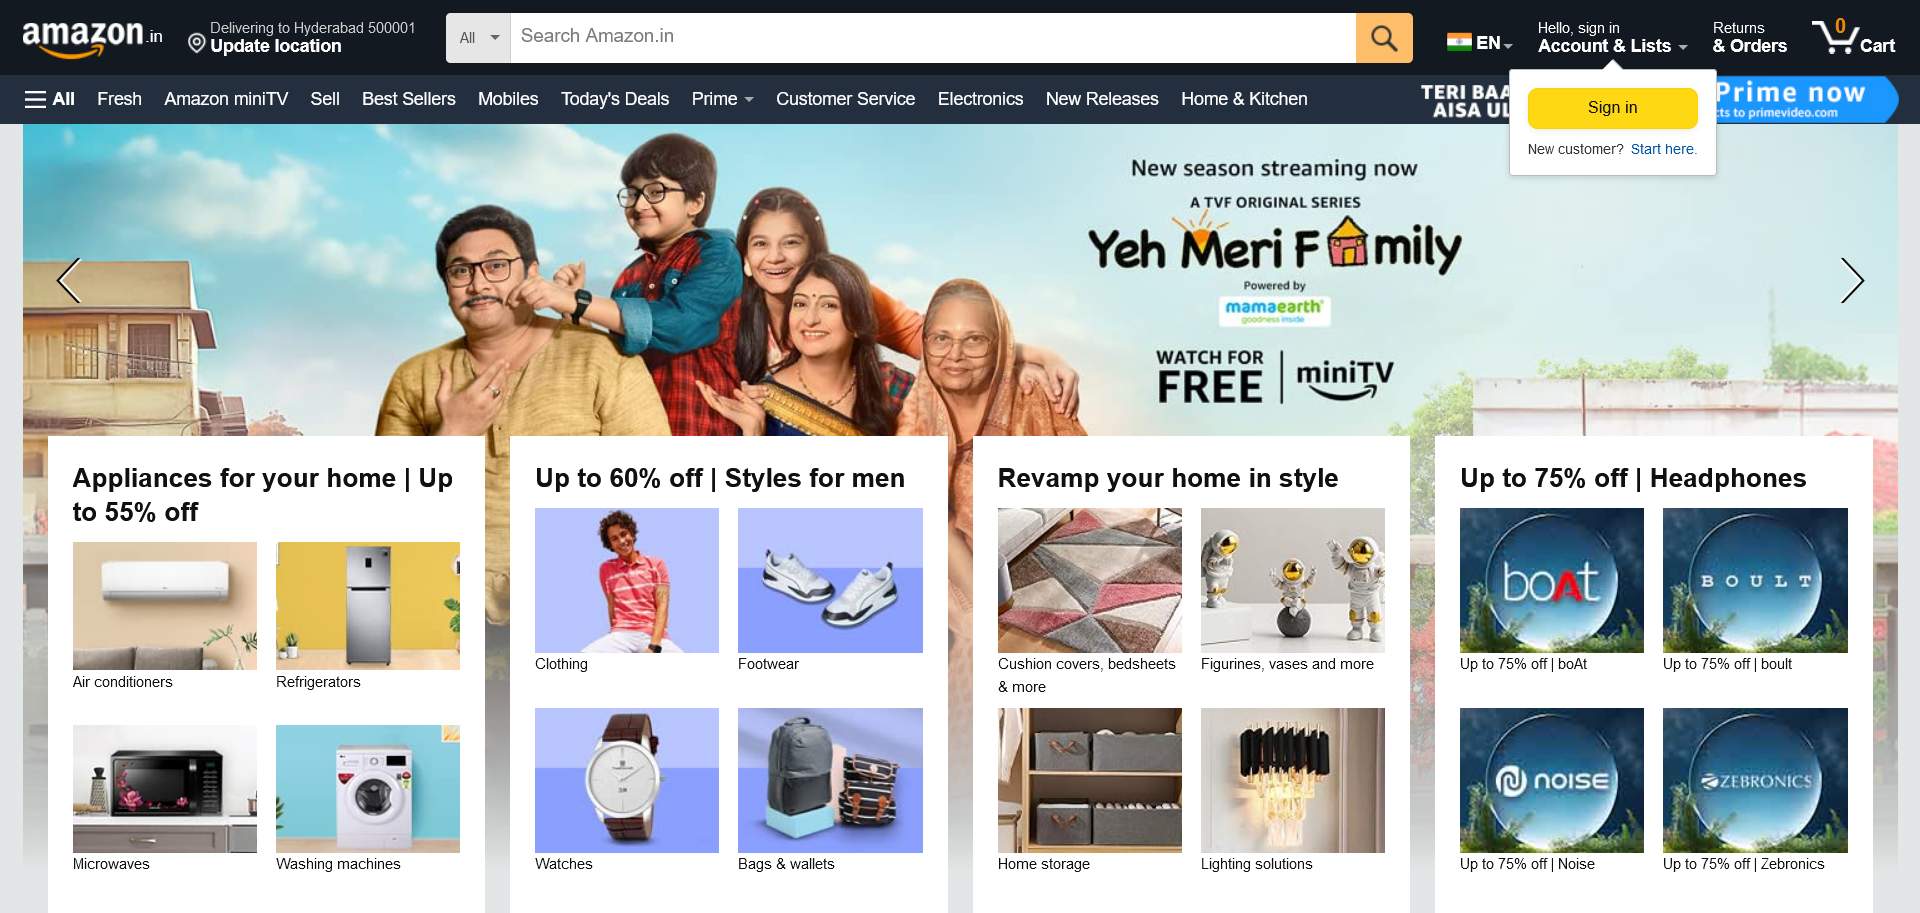 amazon.in
Delivering to Hyderabad 500001
Update location
All
Search Amazon.in
EN
Hello, sign in
Account & Lists
Returns
& Orders
0
Cart
All
Fresh
Amazon miniTV
Sell
Best Sellers
Mobiles
Today's Deals
Prime
Customer Service
Electronics
New Releases
Home & Kitchen
TERI BAA
AISA UL
Prime now
cts to primevideo.com
Sign in
New customer? Start here.
New season streaming now
A TVF ORIGINAL SERIES
Yeh Meri Family
Powered by
mamaearth
goodness inside
WATCH FOR
FREE
miniTV
Appliances for your home | Up
to 55% off
Air conditioners
Refrigerators
Microwaves
Washing machines
Up to 60% off | Styles for men
Clothing
Footwear
Watches
Bags & wallets
Revamp your home in style
Cushion covers, bedsheets
& more
Figurines, vases and more
Home storage
Lighting solutions
Up to 75% off | Headphones
boAt
BOULT
Up to 75% off | boAt
Up to 75% off | boult
NOISE
ZEBRONICS
Up to 75% off | Noise
Up to 75% off | Zebronics